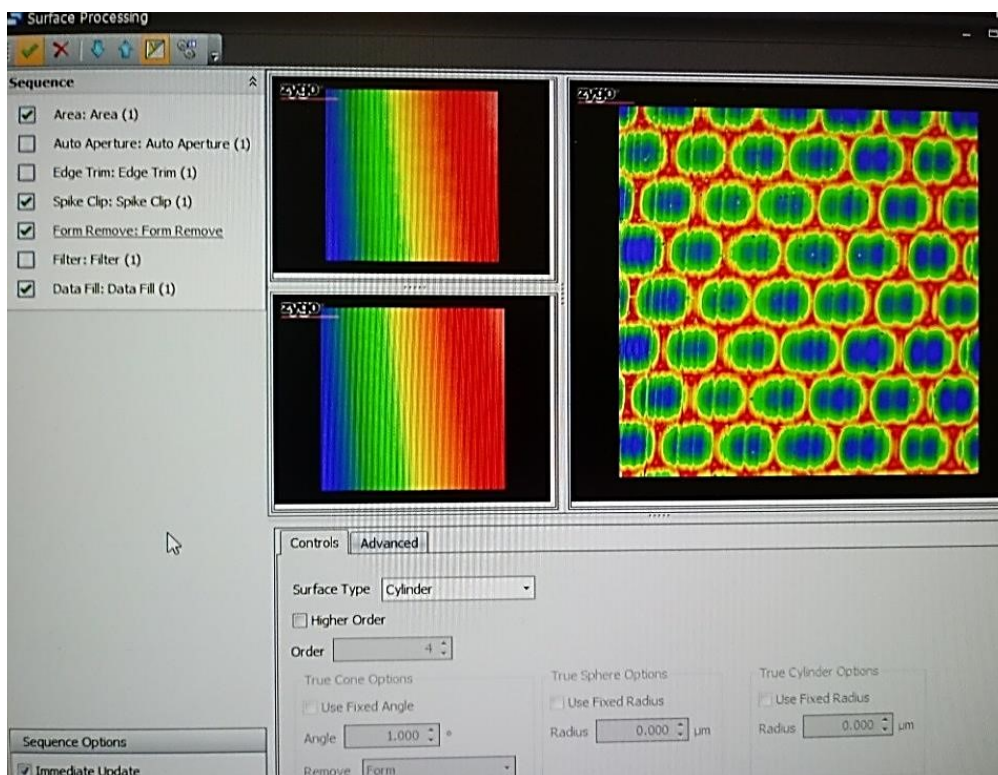 Surface Processing
Sequence
Area: Area (1)
Auto Aperture: Auto Aperture (1)
Edge Trim: Edge Trim (1)
Spike Clip: Spike Clip (1)
Form Remove: Form Remove
Filter: Filter (1)
Data Fill: Data Fill (1)
zygo
zygo
zygo
Controls Advanced
Surface Type Cylinder
Higher Order
Order 4
True Cone Options
Use Fixed Angle
Angle 1.000 °
Remove Form
True Sphere Options
Use Fixed Radius
Radius 0.000 µm
True Cylinder Options
Use Fixed Radius
Radius 0.000 µm
Sequence Options
Immediate Update